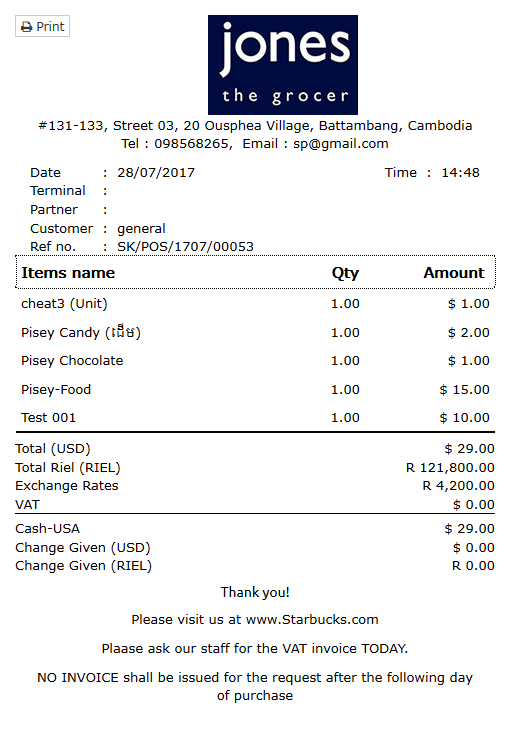 Print
jones
the grocer
#131-133, Street 03, 20 Ousphea Village, Battambang, Cambodia
Tel : 098568265, Email : sp@gmail.com
Date : 28/07/2017 Time : 14:48
Terminal :
Partner :
Customer : general
Ref no. : SK/POS/1707/00053
Items name Qty Amount
cheat3 (Unit) 1.00 $ 1.00
Pisey Candy (ដើម) 1.00 $ 2.00
Pisey Chocolate 1.00 $ 1.00
Pisey-Food 1.00 $ 15.00
Test 001 1.00 $ 10.00
Total (USD) $ 29.00
Total Riel (RIEL) R 121,800.00
Exchange Rates R 4,200.00
VAT $ 0.00
Cash-USA $ 29.00
Change Given (USD) $ 0.00
Change Given (RIEL) R 0.00
Thank you!
Please visit us at www.Starbucks.com
Plaase ask our staff for the VAT invoice TODAY.
NO INVOICE shall be issued for the request after the following day
of purchase